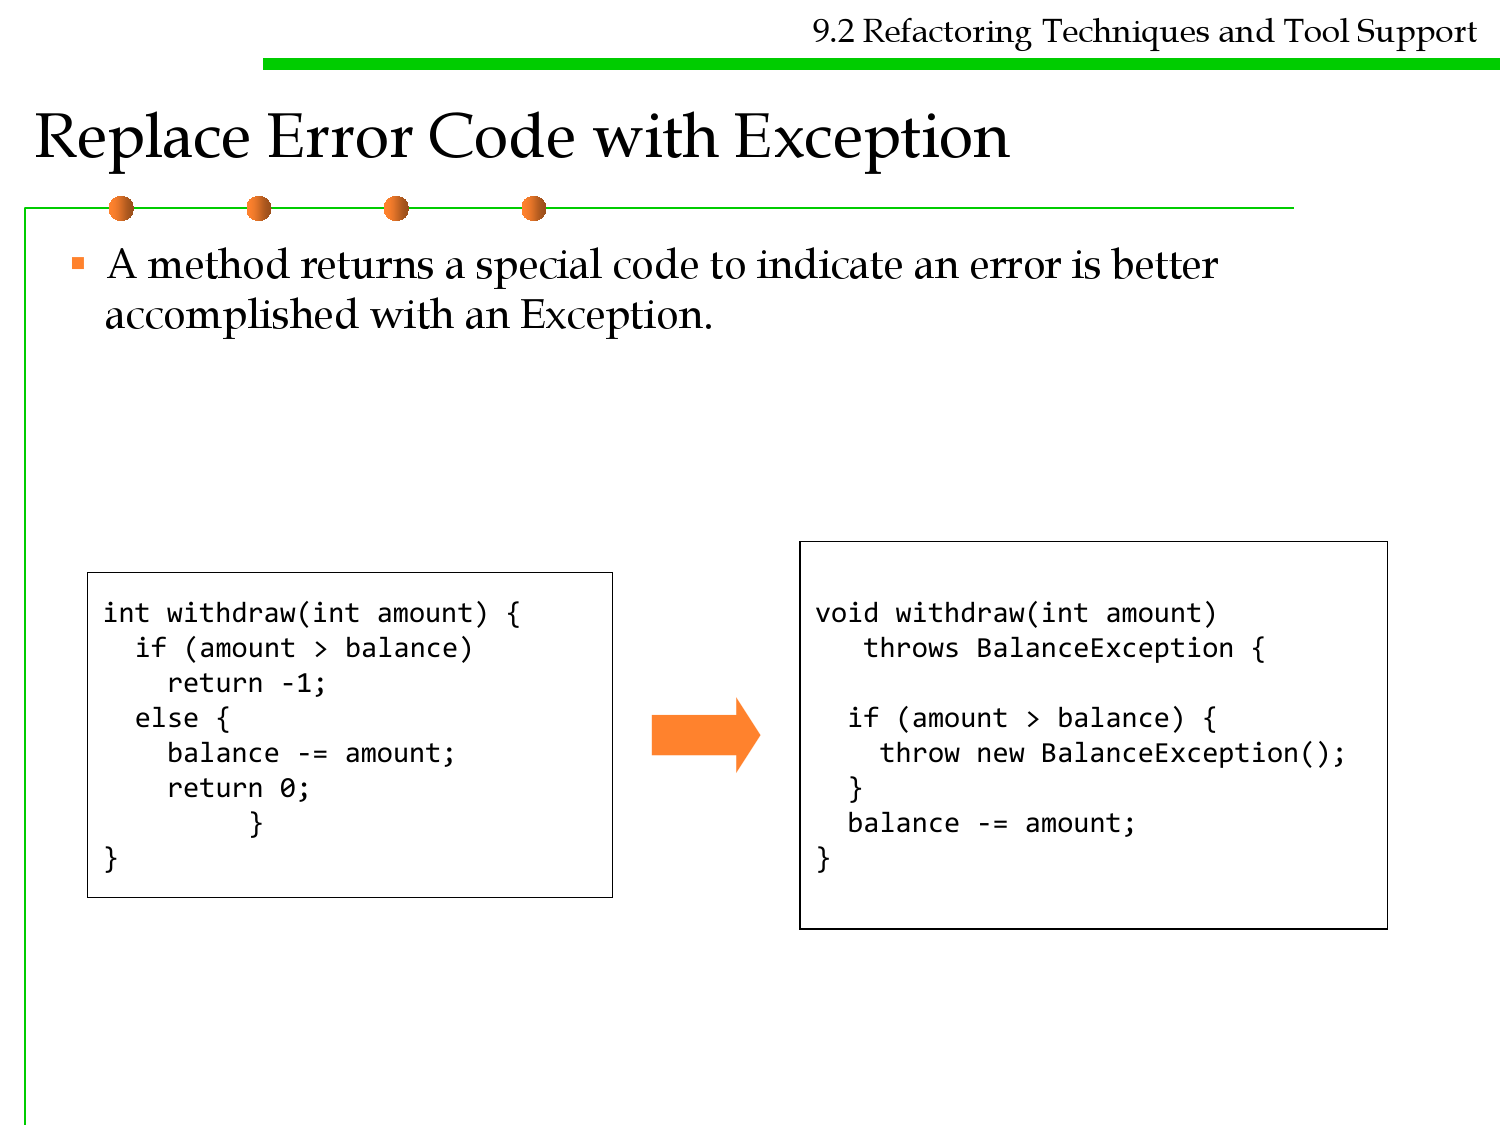 9.2 Refactoring Techniques and Tool Support
Replace Error Code with Exception
A method returns a special code to indicate an error is better
accomplished with an Exception.
int withdraw(int amount) {
  if (amount > balance)
    return -1;
  else {
    balance -= amount;
    return 0;
         }
}
void withdraw(int amount)
   throws BalanceException {
  if (amount > balance) {
    throw new BalanceException();
  }
  balance -= amount;
}